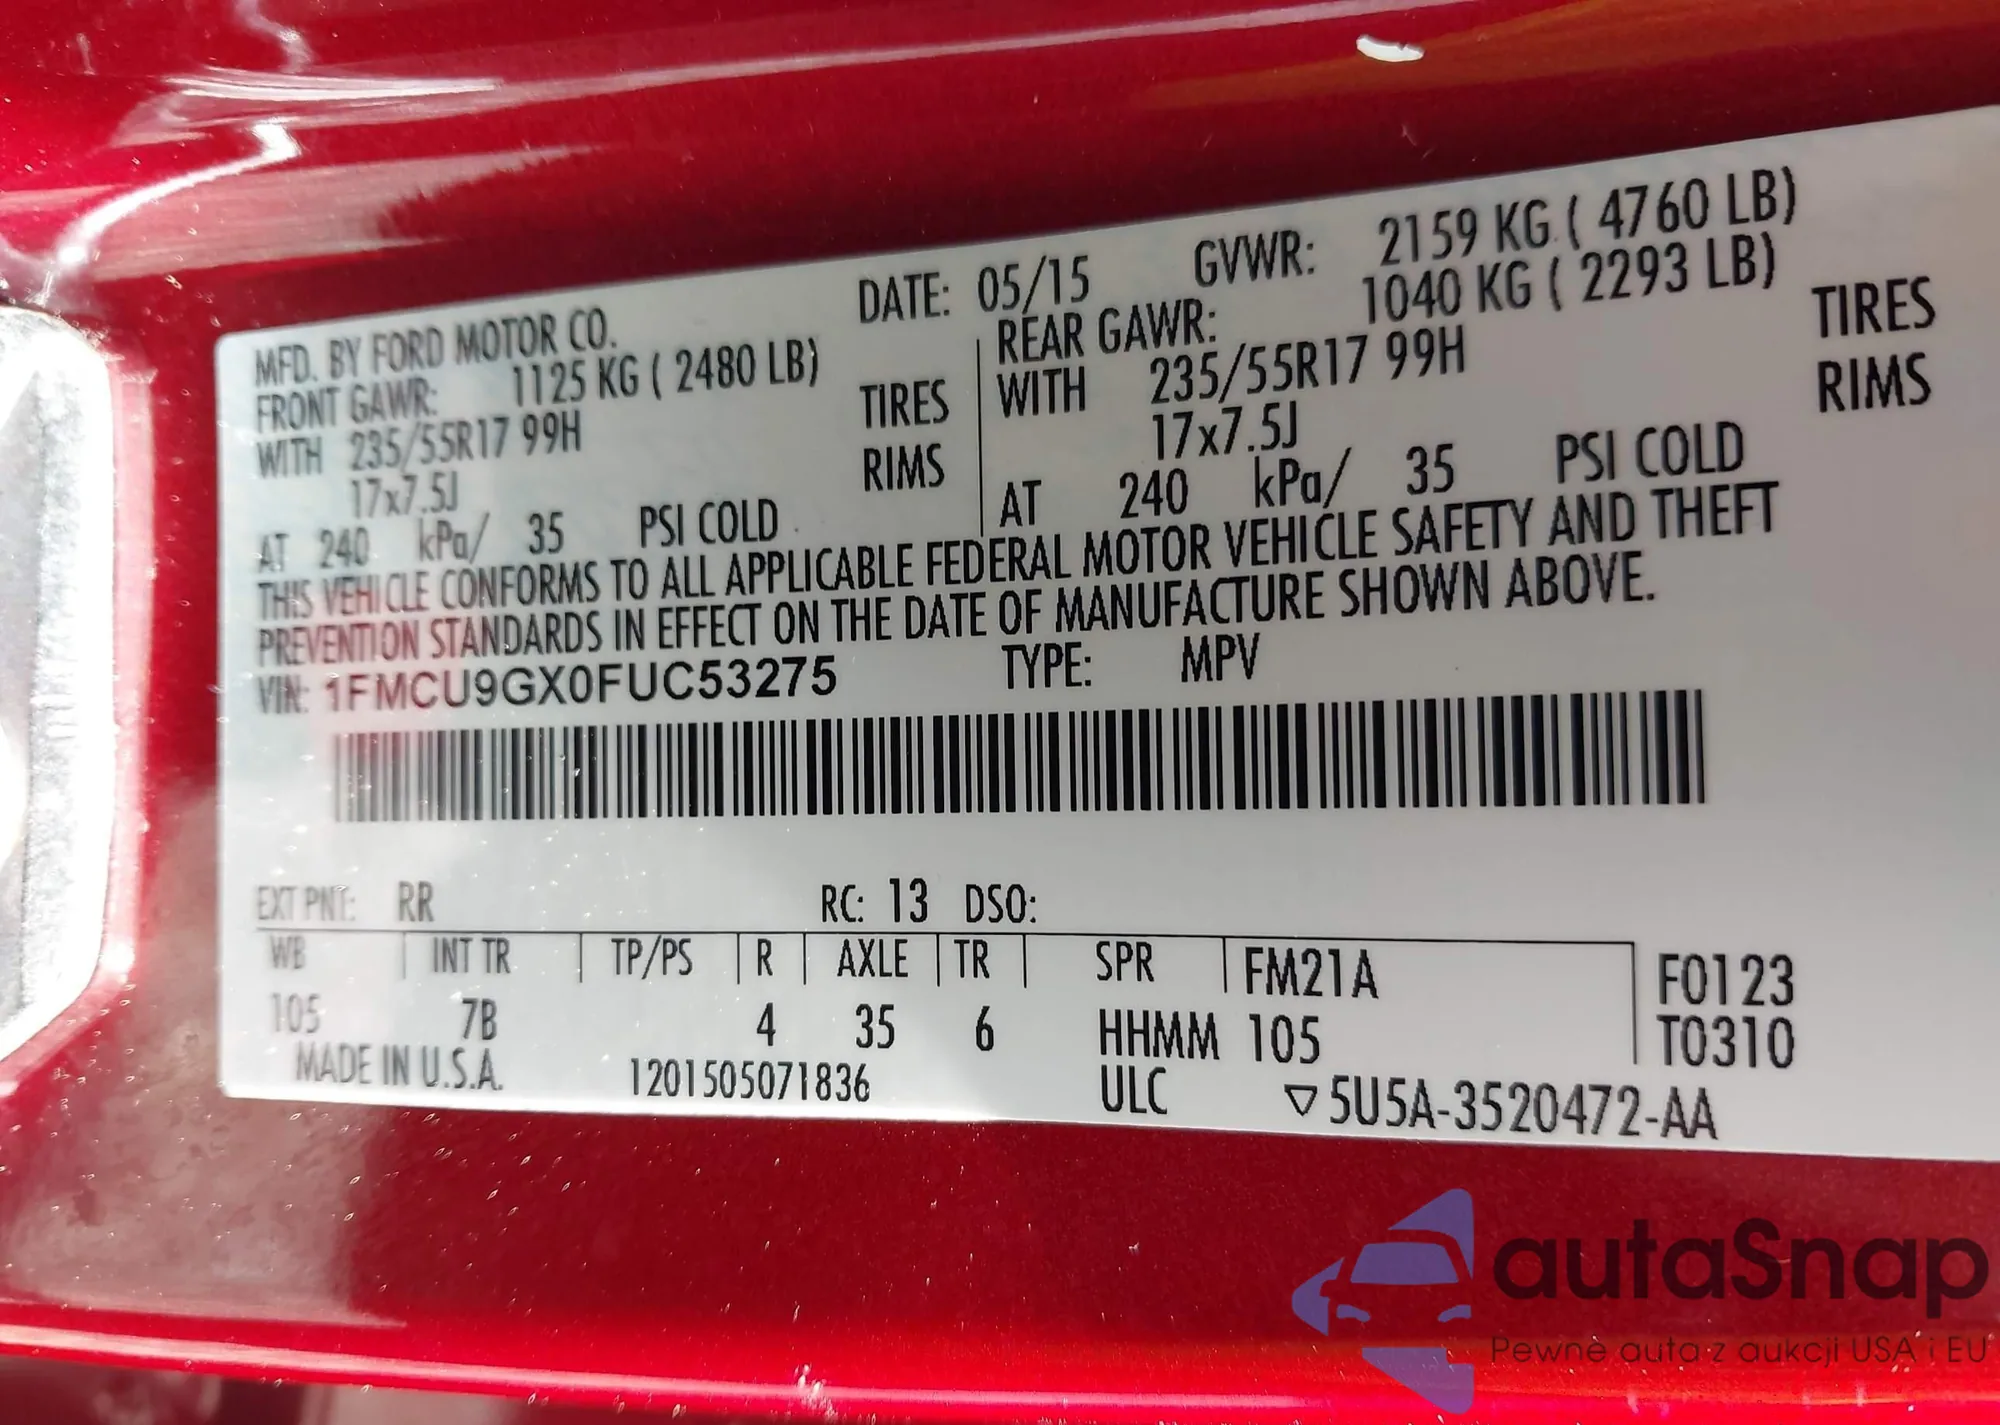 MFD. BY FORD MOTOR CO. DATE: 05/15 GVWR: 2159 KG ( 4760 LB)
FRONT GAWR: 1125 KG ( 2480 LB) REAR GAWR: 1040 KG ( 2293 LB)
WITH 235/55R17 99H TIRES WITH 235/55R17 99H TIRES
17x7.5J RIMS 17x7.5J RIMS
AT 240 kPa/ 35 PSI COLD AT 240 kPa/ 35 PSI COLD
THIS VEHICLE CONFORMS TO ALL APPLICABLE FEDERAL MOTOR VEHICLE SAFETY AND THEFT
PREVENTION STANDARDS IN EFFECT ON THE DATE OF MANUFACTURE SHOWN ABOVE.
VIN: 1FMCU9GX0FUC53275 TYPE: MPV
EXT PNT: RR RC: 13 DSO:
WB INT TR TP/PS R AXLE TR SPR FM21A F0123
105 7B 4 35 6 HHMM 105 T0310
MADE IN U.S.A. 1201505071836 ULC ▽5U5A-3520472-AA
autaSnap
Pewne auta z aukcji USA i EU